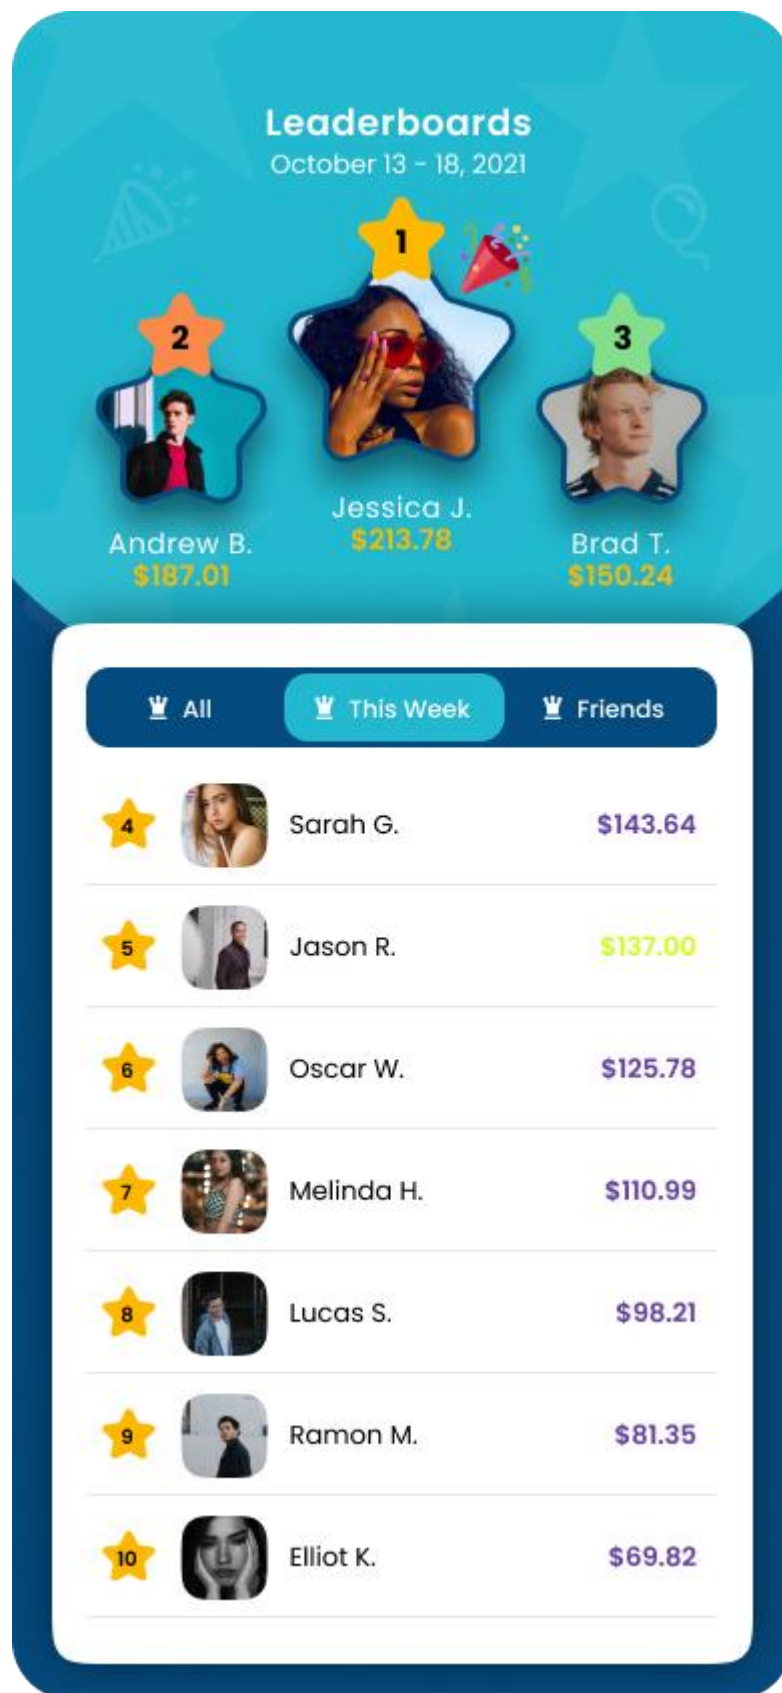 Leaderboards
October 13 - 18, 2021
1
2
3
Jessica J.
$213.78
Andrew B.
$187.01
Brad T.
$150.24
All This Week Friends
4 Sarah G. $143.64
5 Jason R. $137.00
6 Oscar W. $125.78
7 Melinda H. $110.99
8 Lucas S. $98.21
9 Ramon M. $81.35
10 Elliot K. $69.82